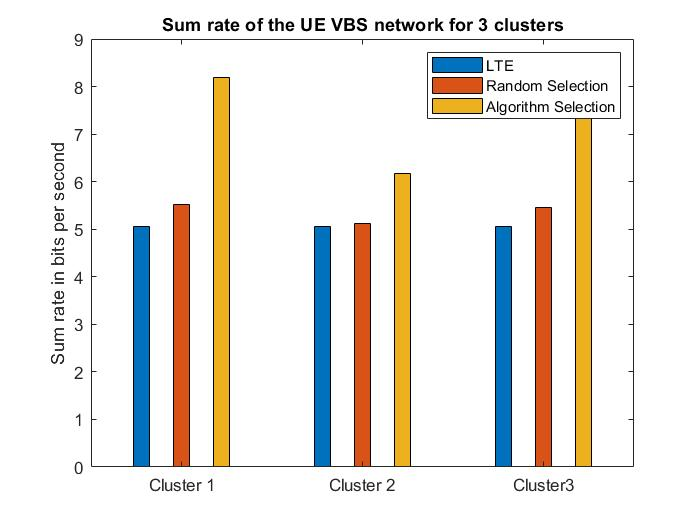 Sum rate of the UE VBS network for 3 clusters
9
8
7
6
5
4
3
2
1
0
Sum rate in bits per second
LTE
Random Selection
Algorithm Selection
Cluster 1
Cluster 2
Cluster3